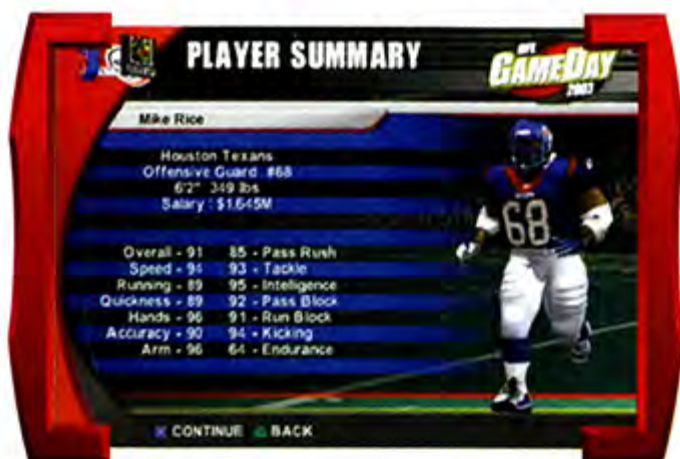 PLAYER SUMMARY
NFL
GAMEDAY
2003
Mike Rice
Houston Texans
Offensive Guard #68
6'2" 349 lbs
Salary : $1.645M
Overall - 91 85 - Pass Rush
Speed - 94 93 - Tackle
Running - 89 95 - Intelligence
Quickness - 89 92 - Pass Block
Hands - 96 91 - Run Block
Accuracy - 90 94 - Kicking
Arm - 96 64 - Endurance
68
CONTINUE BACK